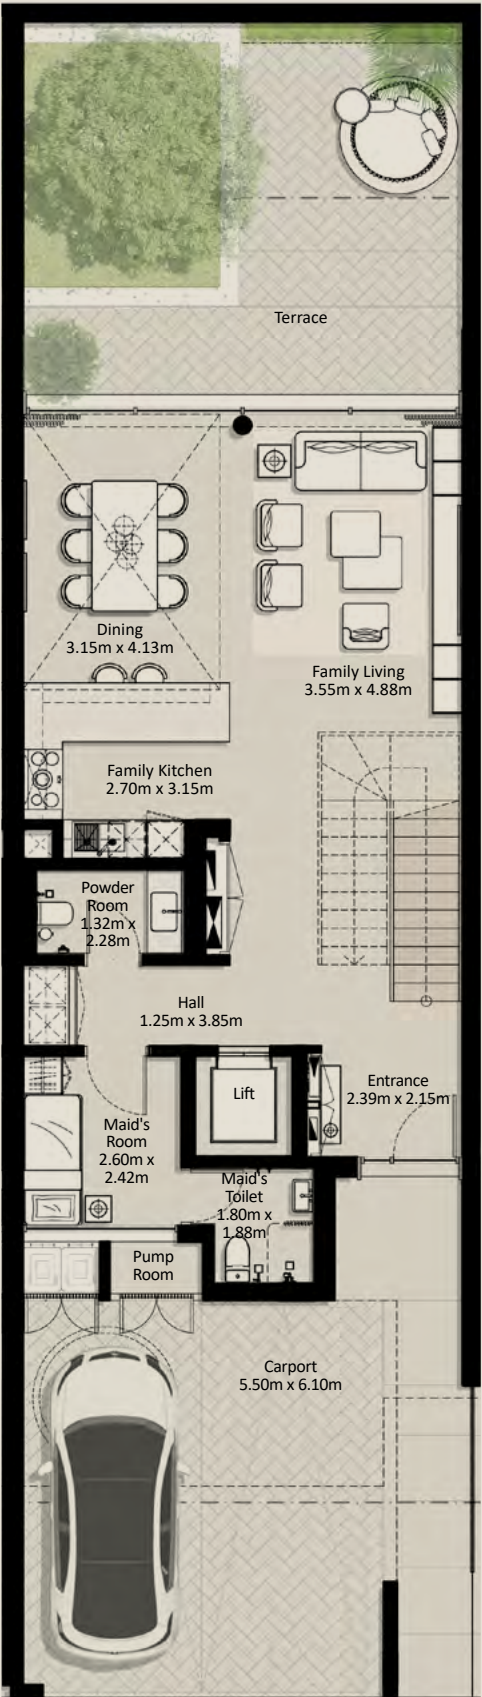 Terrace
Dining
3.15m x 4.13m
Family Living
3.55m x 4.88m
Family Kitchen
2.70m x 3.15m
Powder
Room
1.32m x
2.28m
Hall
1.25m x 3.85m
Lift
Entrance
2.39m x 2.15m
Maid's
Room
2.60m x
2.42m
Maid's
Toilet
1.80m x
1.88m
Pump
Room
Carport
5.50m x 6.10m